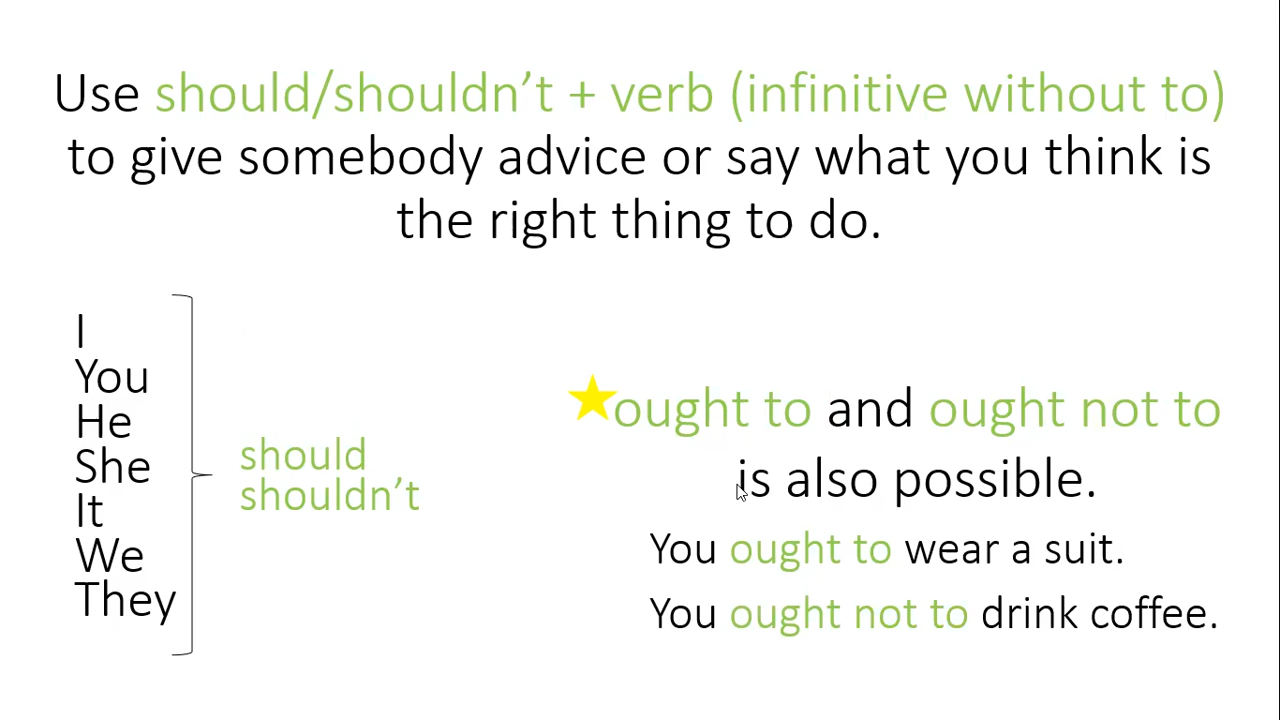 Use should/shouldn’t + verb (infinitive without to)
to give somebody advice or say what you think is
the right thing to do.
I
You
He
She
It
We
They
should
shouldn’t
ought to and ought not to
is also possible.
You ought to wear a suit.
You ought not to drink coffee.